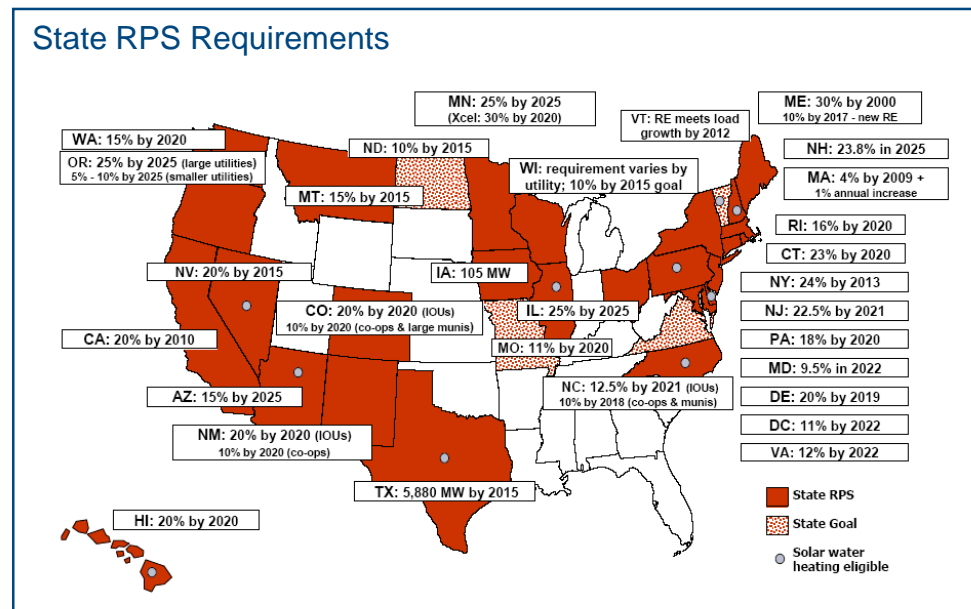 State RPS Requirements
MN: 25% by 2025
(Xcel: 30% by 2020)
ME: 30% by 2000
10% by 2017 - new RE
VT: RE meets load
growth by 2012
WA: 15% by 2020
ND: 10% by 2015
NH: 23.8% in 2025
OR: 25% by 2025 (large utilities)
5% - 10% by 2025 (smaller utilities)
WI: requirement varies by
utility; 10% by 2015 goal
MA: 4% by 2009 +
1% annual increase
MT: 15% by 2015
RI: 16% by 2020
CT: 23% by 2020
NV: 20% by 2015
IA: 105 MW
NY: 24% by 2013
CO: 20% by 2020 (IOUs)
10% by 2020 (co-ops & large munis)
IL: 25% by 2025
NJ: 22.5% by 2021
CA: 20% by 2010
MO: 11% by 2020
PA: 18% by 2020
MD: 9.5% in 2022
AZ: 15% by 2025
NC: 12.5% by 2021 (IOUs)
10% by 2018 (co-ops & munis)
DE: 20% by 2019
DC: 11% by 2022
NM: 20% by 2020 (IOUs)
10% by 2020 (co-ops)
VA: 12% by 2022
TX: 5,880 MW by 2015
State RPS
HI: 20% by 2020
State Goal
Solar water
heating eligible